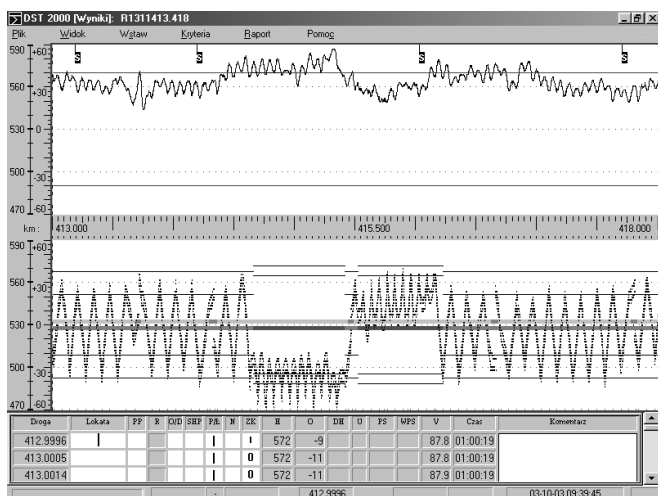 DST 2000 [Wyniki]: R1311413.418
Plik Widok Wstaw Kryteria Raport Pomoc
590 +60
S S S S
560 +30
530 0
500 -30
470 -60
km: 413.000 415.500 418.000
590 +60
560 +30
530 0
500 -30
470 -60
Droga Lokata PP R O/D SHP P/Ł N ZK H O DH U PS WPS V Czas Komentarz
412.9996 572 -9 87.8 01:00:19
413.0005 0 572 -11 87.8 01:00:19
413.0014 0 572 -11 87.9 01:00:19
- 412.9996 03-10-03 09:39:45